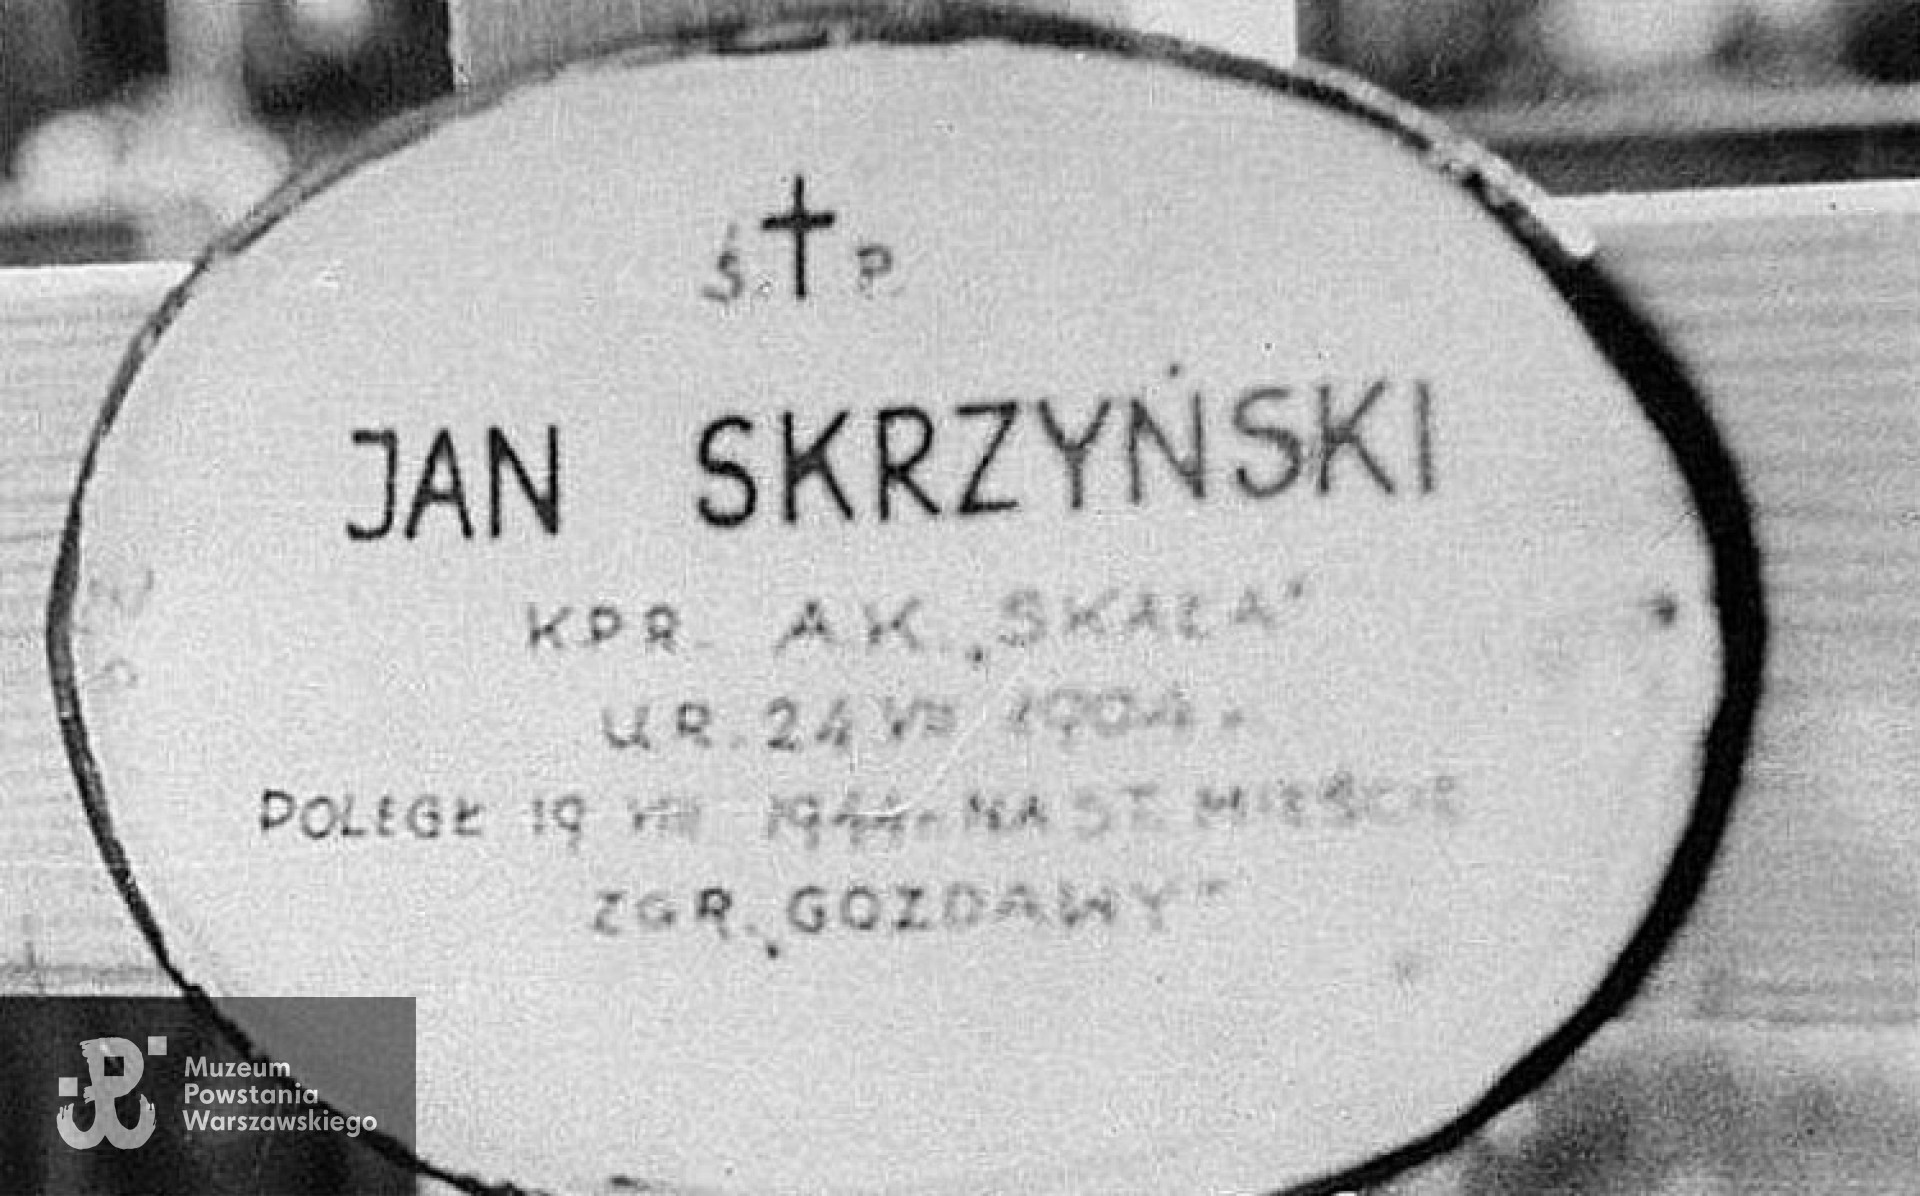 Ś. † P.
JAN SKRZYŃSKI
KPR. AK „SKAŁA”
UR. 24 VII
POLEGŁ 19 VIII 1944 NA ST. MIEŚCIE
ZGR. „GOZDAWY”
Muzeum
Powstania
Warszawskiego